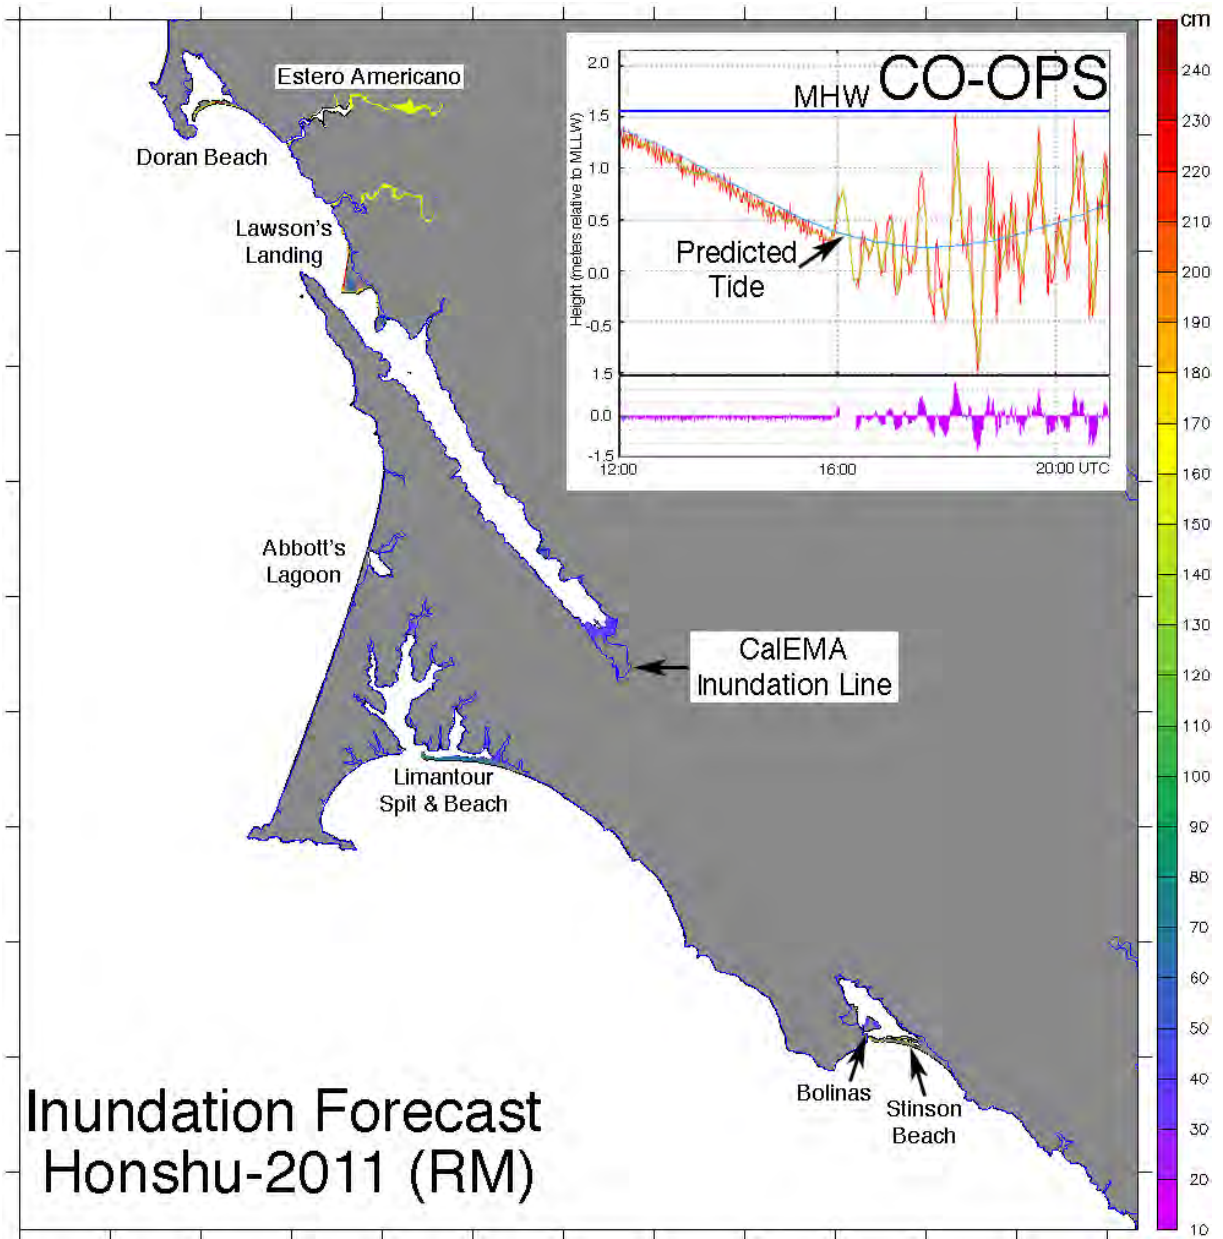 cm
240
230
220
210
200
190
180
170
160
150
140
130
120
110
100
90
80
70
60
50
40
30
20
10
Estero Americano
Doran Beach
Lawson's
Landing
Abbott's
Lagoon
Limantour
Spit & Beach
CalEMA
Inundation Line
Bolinas
Stinson
Beach
Inundation Forecast
Honshu-2011 (RM)
CO-OPS
MHW
Predicted
Tide
Height (meters relative to MLLW)
2.0
1.5
1.0
0.5
0.0
-0.5
1.5
0.0
-1.5
12:00
16:00
20:00 UTC